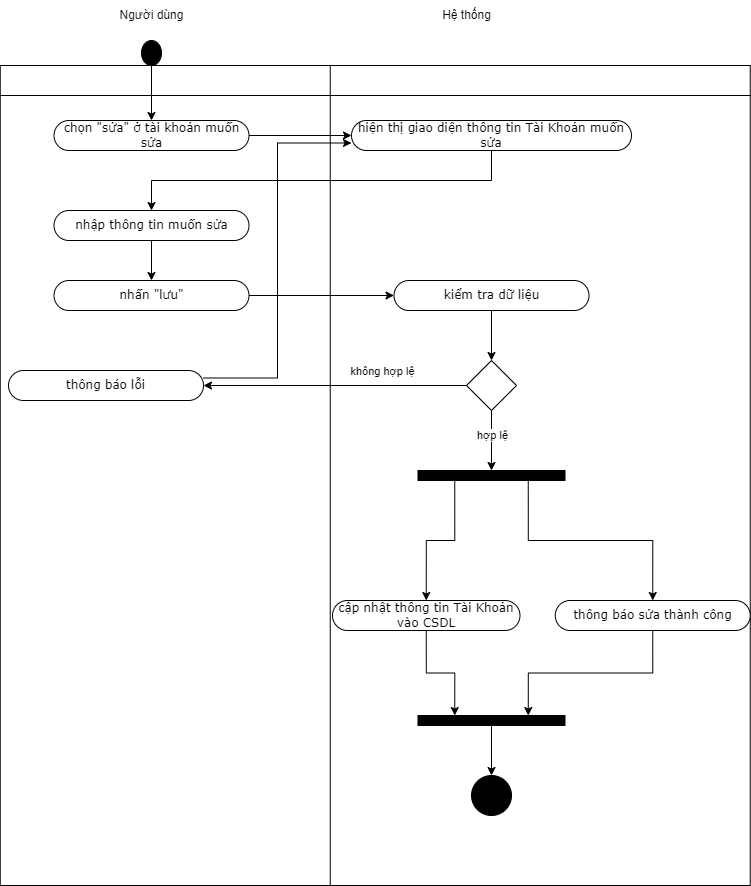 Người dùng
Hệ thống
chọn "sửa" ở tài khoản muốn
sửa
hiện thị giao diện thông tin Tài Khoản muốn
sửa
nhập thông tin muốn sửa
nhấn "lưu"
kiểm tra dữ liệu
không hợp lệ
thông báo lỗi
hợp lệ
cập nhật thông tin Tài Khoản
vào CSDL
thông báo sửa thành công